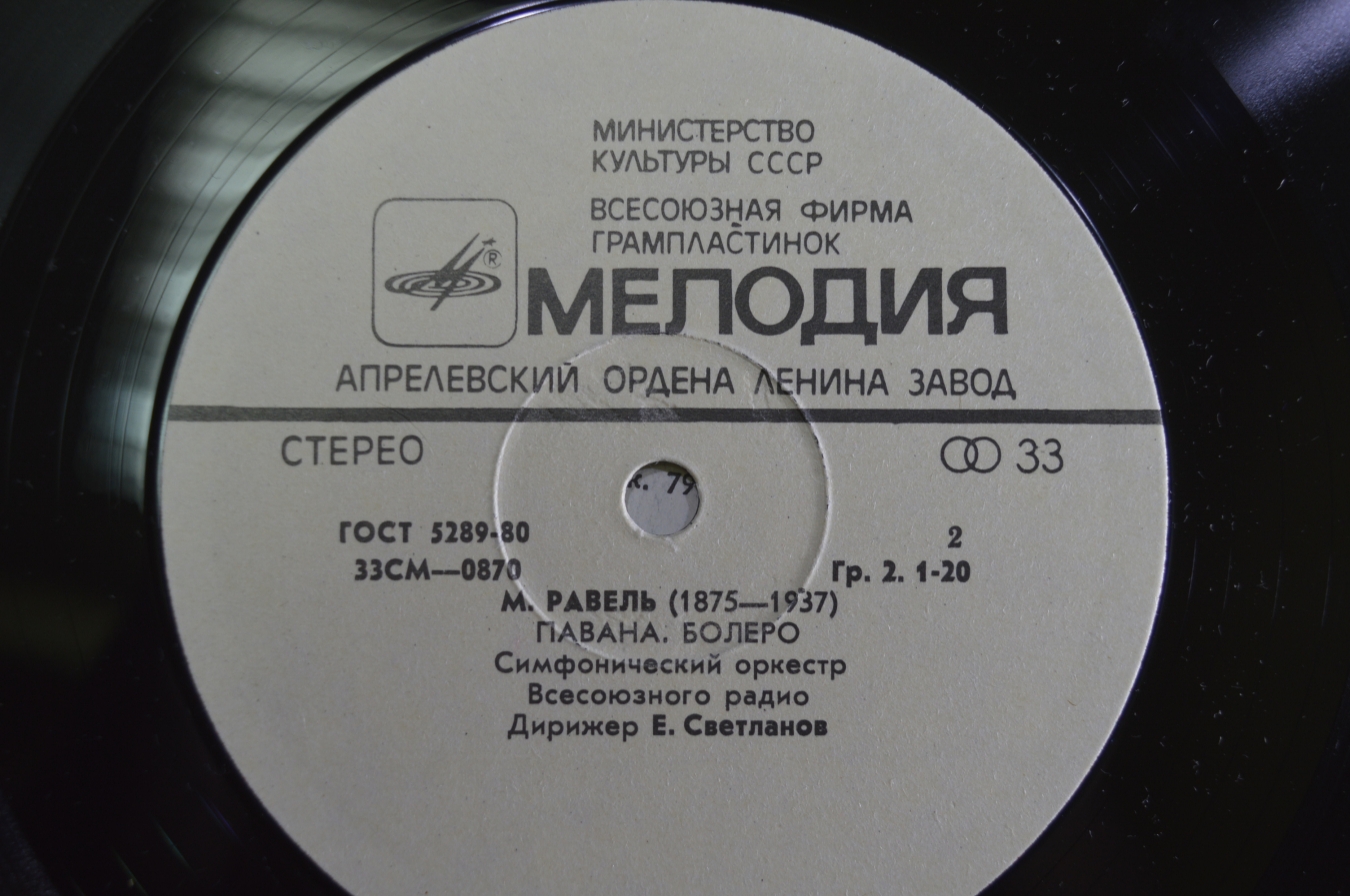 МИНИСТЕРСТВО
КУЛЬТУРЫ СССР
ВСЕСОЮЗНАЯ ФИРМА
ГРАМПЛАСТИНОК
®
МЕЛОДИЯ
АПРЕЛЕВСКИЙ ОРДЕНА ЛЕНИНА ЗАВОД
СТЕРЕО 33
к. 79
ГОСТ 5289-80 2
33СМ—0870 Гр. 2. 1-20
М. РАВЕЛЬ (1875—1937)
ПАВАНА. БОЛЕРО
Симфонический оркестр
Всесоюзного радио
Дирижер Е. Светланов